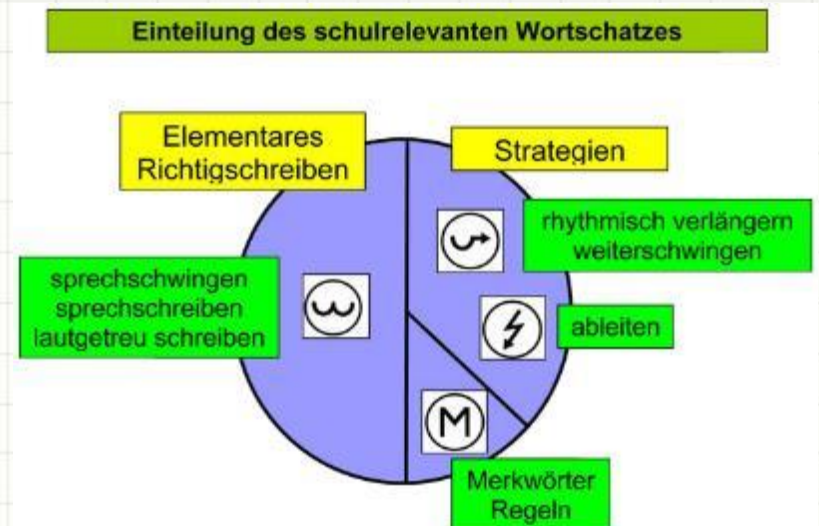 Einteilung des schulrelevanten Wortschatzes
Elementares
Richtigschreiben
Strategien
rhythmisch verlängern
weiterschwingen
sprechschwingen
sprechschreiben
lautgetreu schreiben
ableiten
M
Merkwörter
Regeln